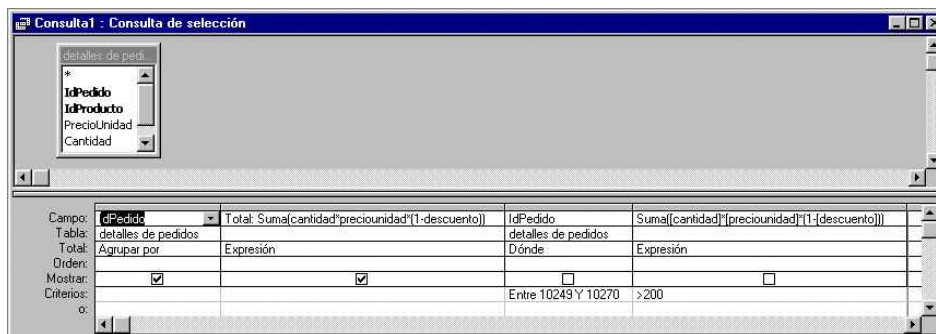 Consulta1 : Consulta de selección
detalles de pedi...
*
IdPedido
IdProducto
PrecioUnidad
Cantidad
Campo: IdPedido Total: Suma(cantidad*preciounidad*(1-descuento)) IdPedido Suma([cantidad]*[preciounidad]*(1-[descuento]))
Tabla: detalles de pedidos detalles de pedidos
Total: Agrupar por Expresión Dónde Expresión
Orden:
Mostrar:
Criterios: Entre 10249 Y 10270 >200
o: